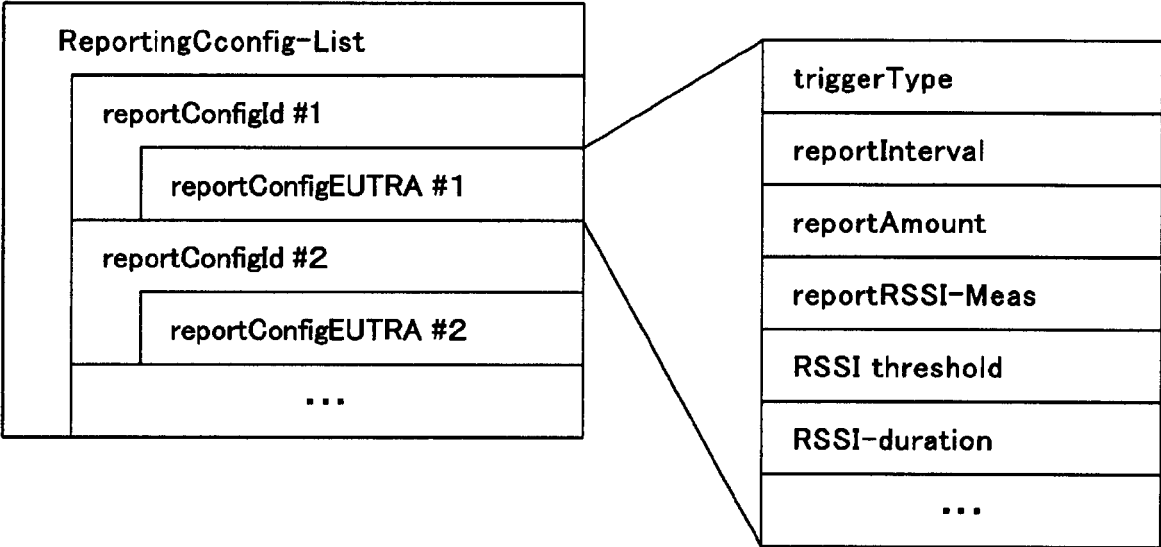 ReportingCconfig-List
reportConfigId #1
reportConfigEUTRA #1
reportConfigId #2
reportConfigEUTRA #2
...
triggerType
reportInterval
reportAmount
reportRSSI-Meas
RSSI threshold
RSSI-duration
...